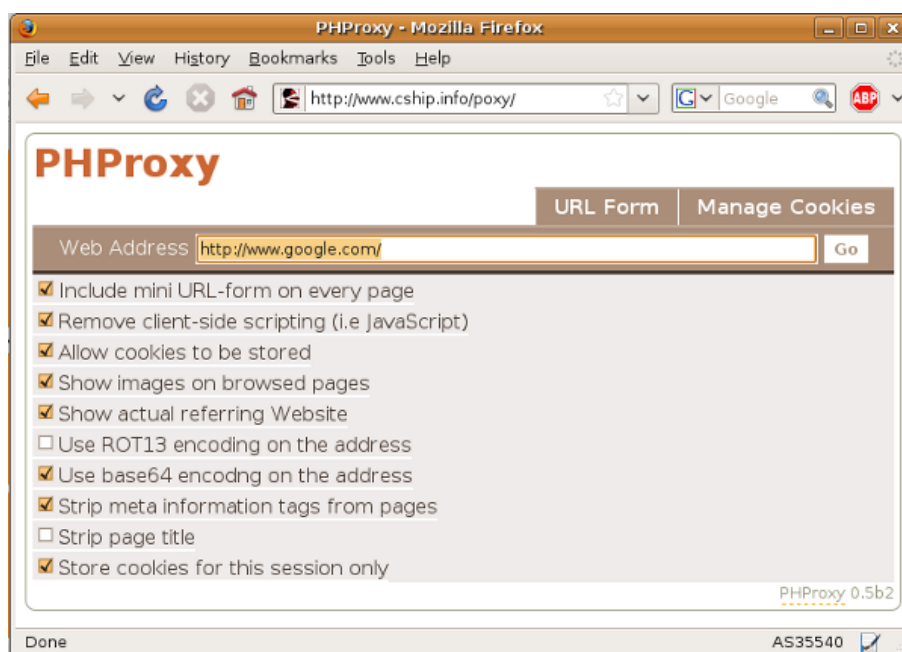 PHProxy - Mozilla Firefox
File Edit View History Bookmarks Tools Help
http://www.cship.info/poxy/ G Google ABP
PHProxy
URL Form Manage Cookies
Web Address http://www.google.com/ Go
Include mini URL-form on every page
Remove client-side scripting (i.e JavaScript)
Allow cookies to be stored
Show images on browsed pages
Show actual referring Website
Use ROT13 encoding on the address
Use base64 encodng on the address
Strip meta information tags from pages
Strip page title
Store cookies for this session only
PHProxy 0.5b2
Done AS35540